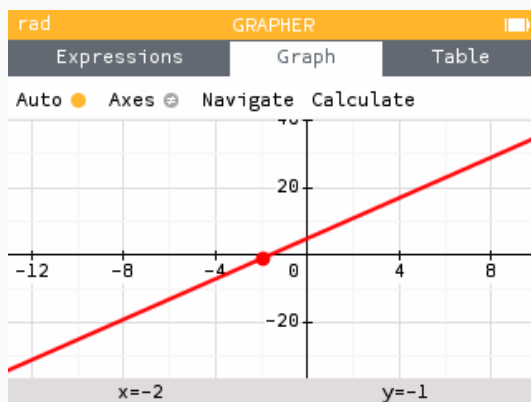 rad GRAPHER
Expressions Graph Table
Auto Axes Navigate Calculate
40
20
-12 -8 -4 0 4 8
-20
x=-2 y=-1